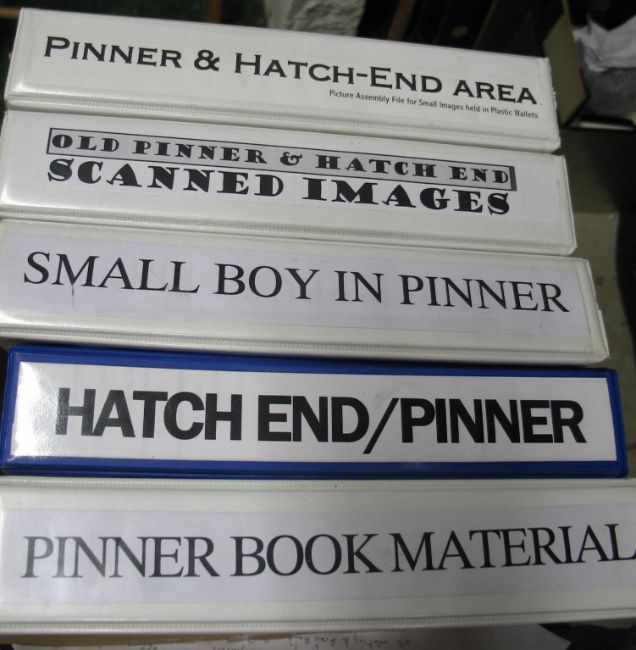 PINNER & HATCH-END AREA
Picture Assembly File for Small Images held in Plastic Wallets
OLD PINNER & HATCH END
SCANNED IMAGES
SMALL BOY IN PINNER
HATCH END/PINNER
PINNER BOOK MATERIAL